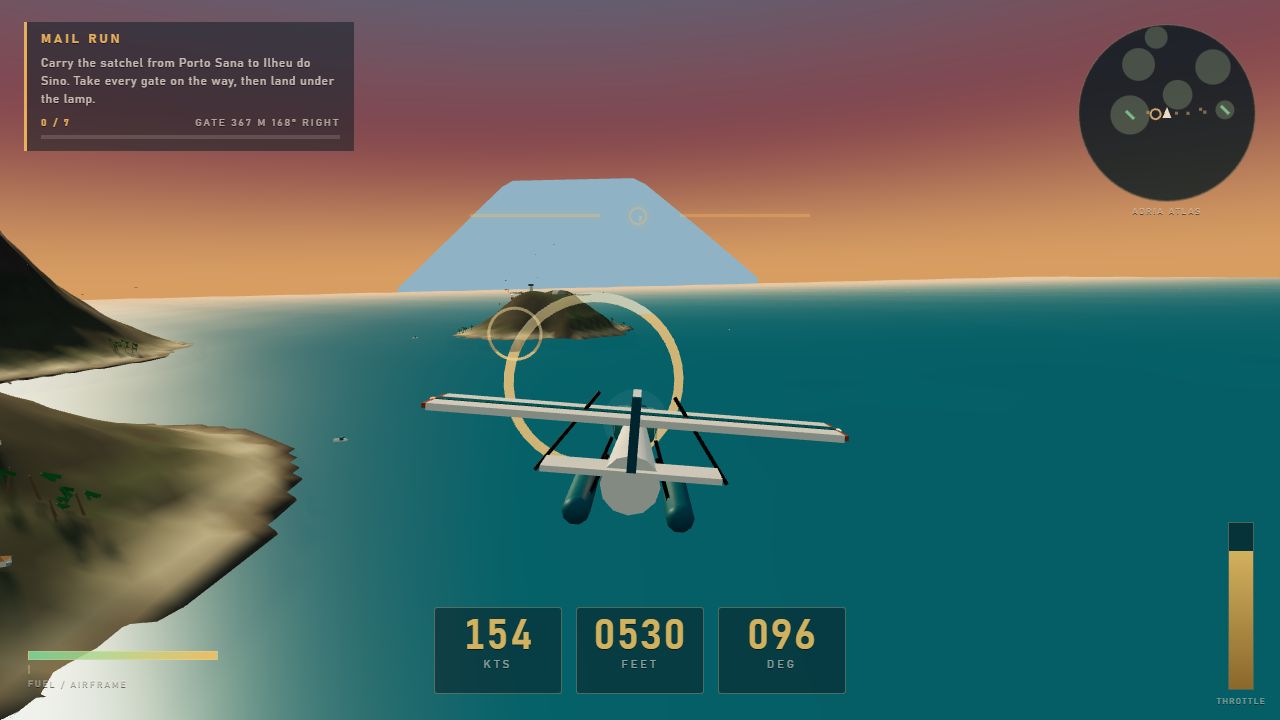 MAIL RUN
Carry the satchel from Porto Sana to Ilheu do
Sino. Take every gate on the way, then land under
the lamp.
0 / 7
GATE 367 M 168° RIGHT
ADRIA ATLAS
154
KTS
0530
FEET
096
DEG
FUEL / AIRFRAME
THROTTLE